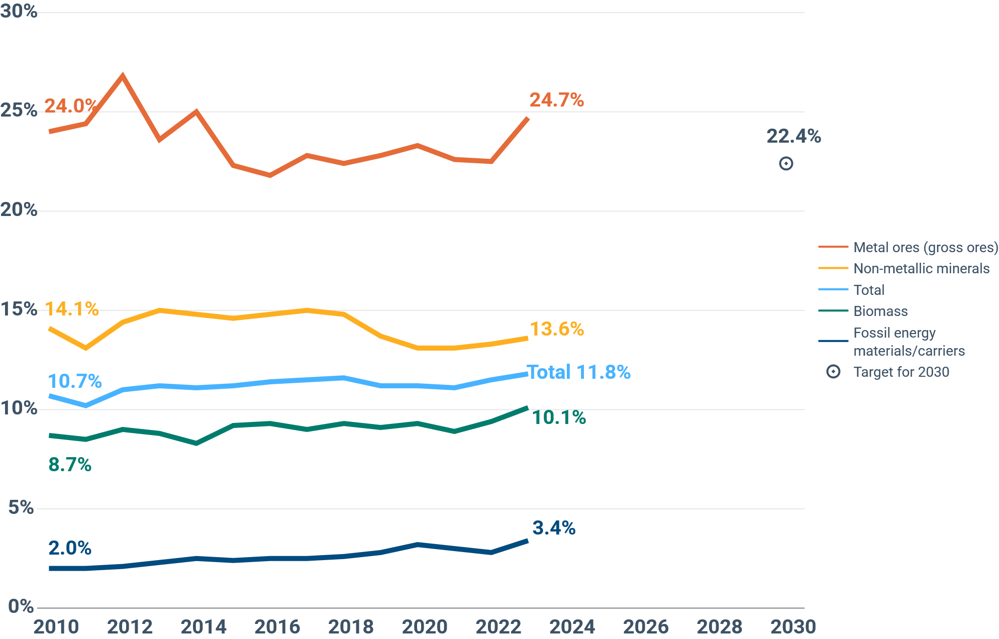 30%
25%
20%
15%
10%
5%
0%
24.0%
24.7%
22.4%
14.1%
13.6%
10.7%
Total 11.8%
10.1%
8.7%
3.4%
2.0%
2010 2012 2014 2016 2018 2020 2022 2024 2026 2028 2030
Metal ores (gross ores)
Non-metallic minerals
Total
Biomass
Fossil energy
materials/carriers
Target for 2030